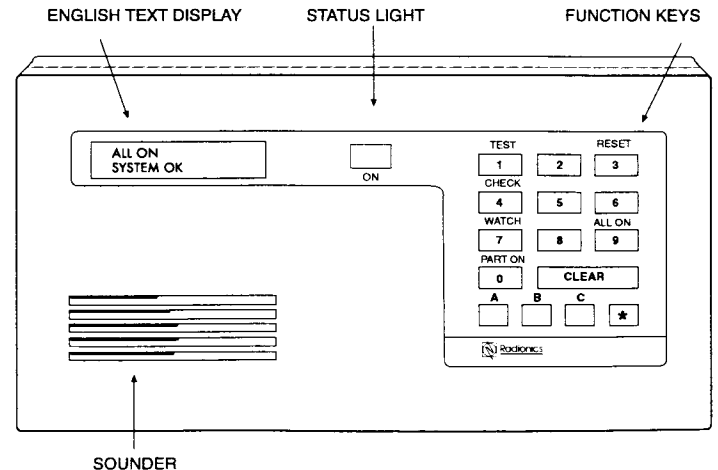 ENGLISH TEXT DISPLAY STATUS LIGHT FUNCTION KEYS
ALL ON
SYSTEM OK
ON
TEST RESET
1 2 3
CHECK
4 5 6
WATCH ALL ON
7 8 9
PART ON
0 CLEAR
A B C
*
Radionics
SOUNDER